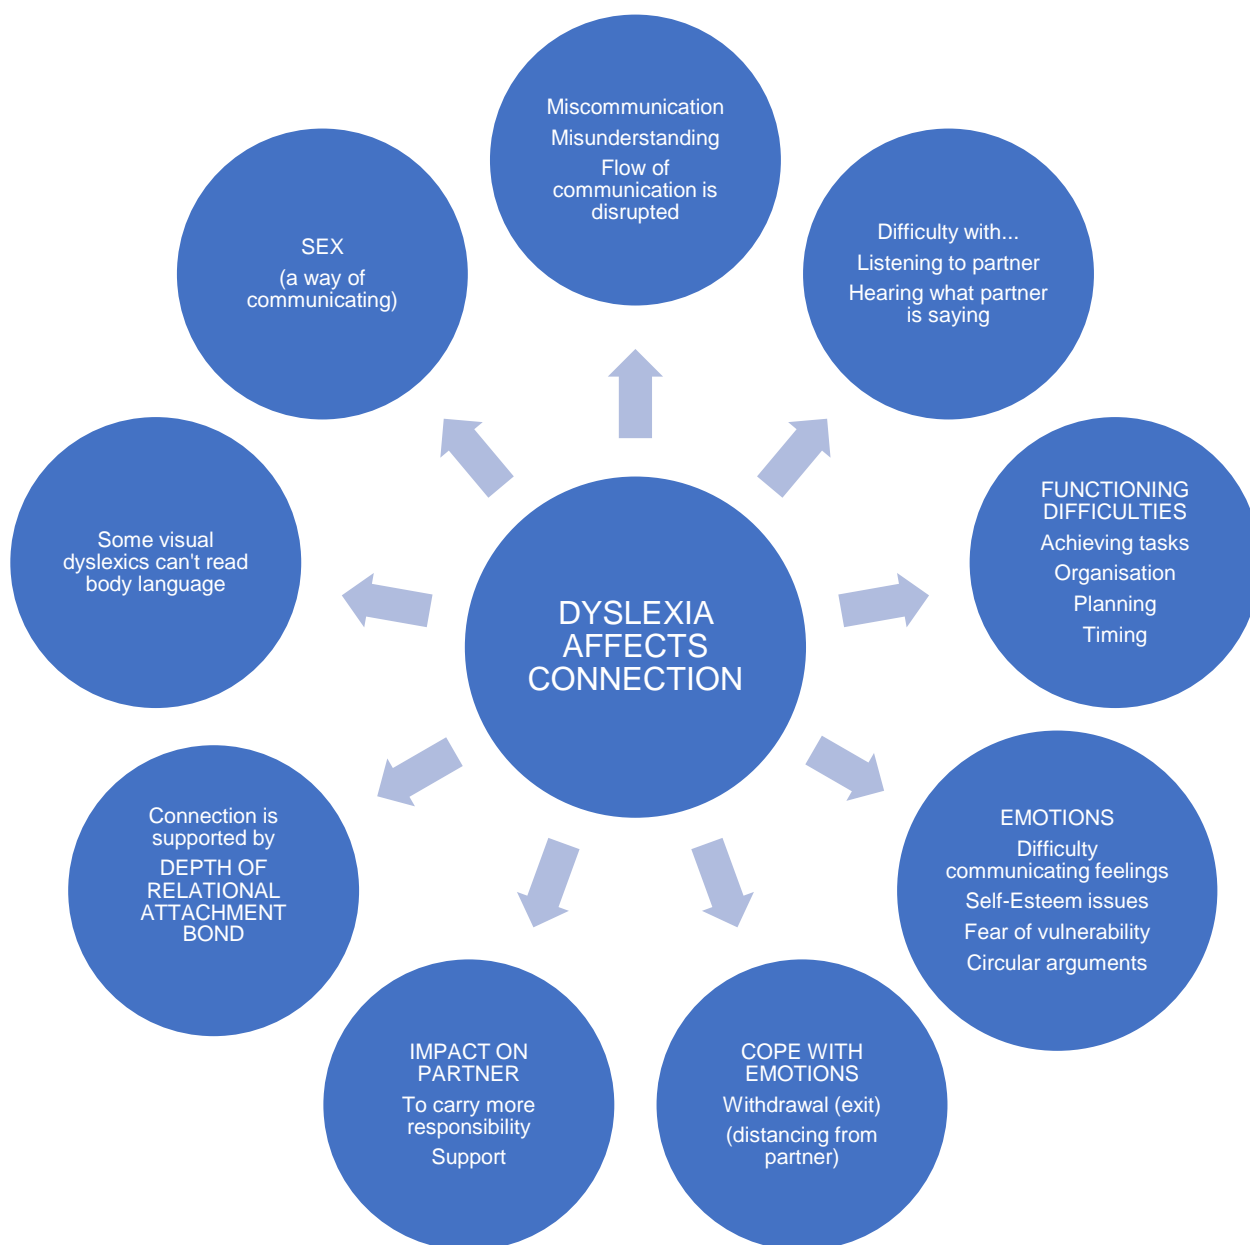 Miscommunication
Misunderstanding
Flow of
communication is
disrupted
Difficulty with...
Listening to partner
Hearing what partner
is saying
FUNCTIONING
DIFFICULTIES
Achieving tasks
Organisation
Planning
Timing
EMOTIONS
Difficulty
communicating feelings
Self-Esteem issues
Fear of vulnerability
Circular arguments
COPE WITH
EMOTIONS
Withdrawal (exit)
(distancing from
partner)
IMPACT ON
PARTNER
To carry more
responsibility
Support
Connection is
supported by
DEPTH OF
RELATIONAL
ATTACHMENT
BOND
Some visual
dyslexics can't read
body language
SEX
(a way of
communicating)
DYSLEXIA
AFFECTS
CONNECTION